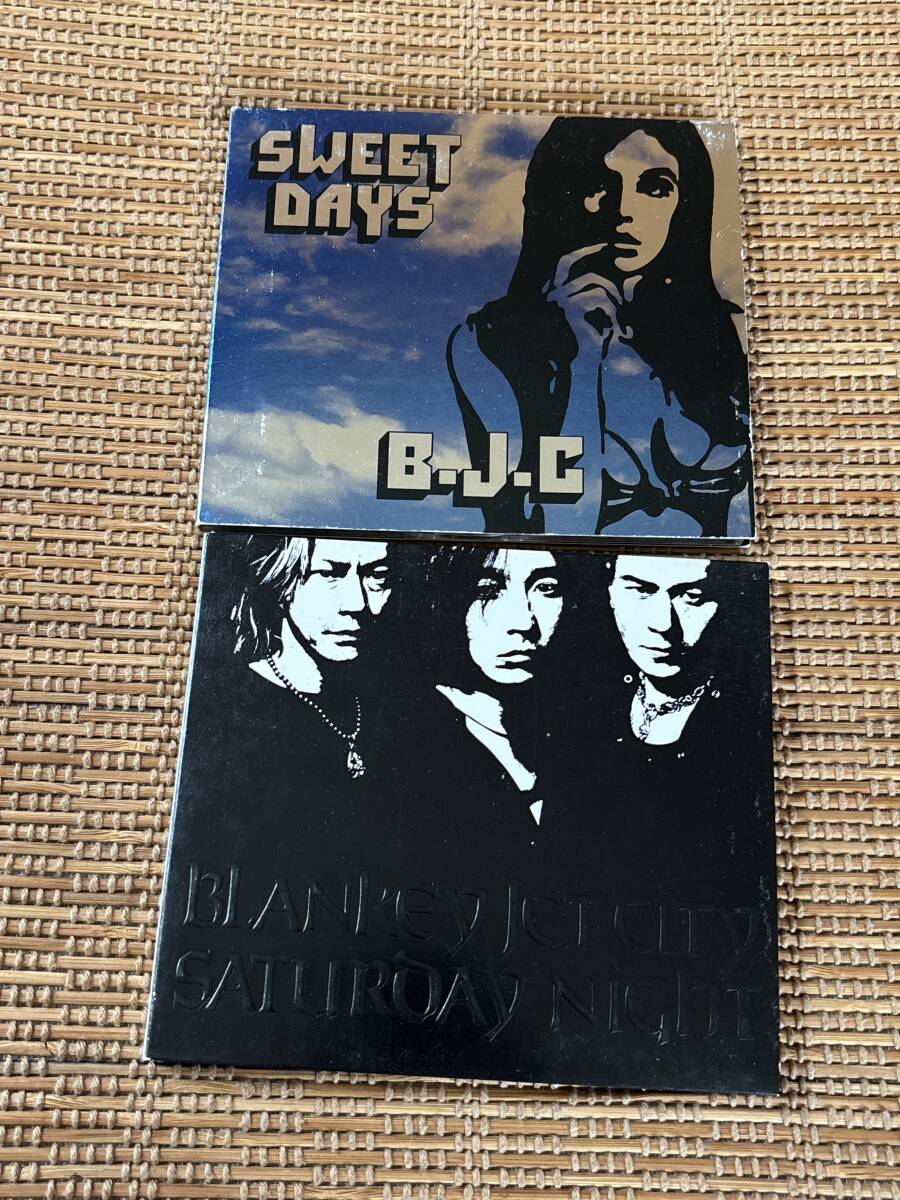 SWEET
DAYS
B.J.C
BLANKEY JET CITY
SATURDAY NIGHT